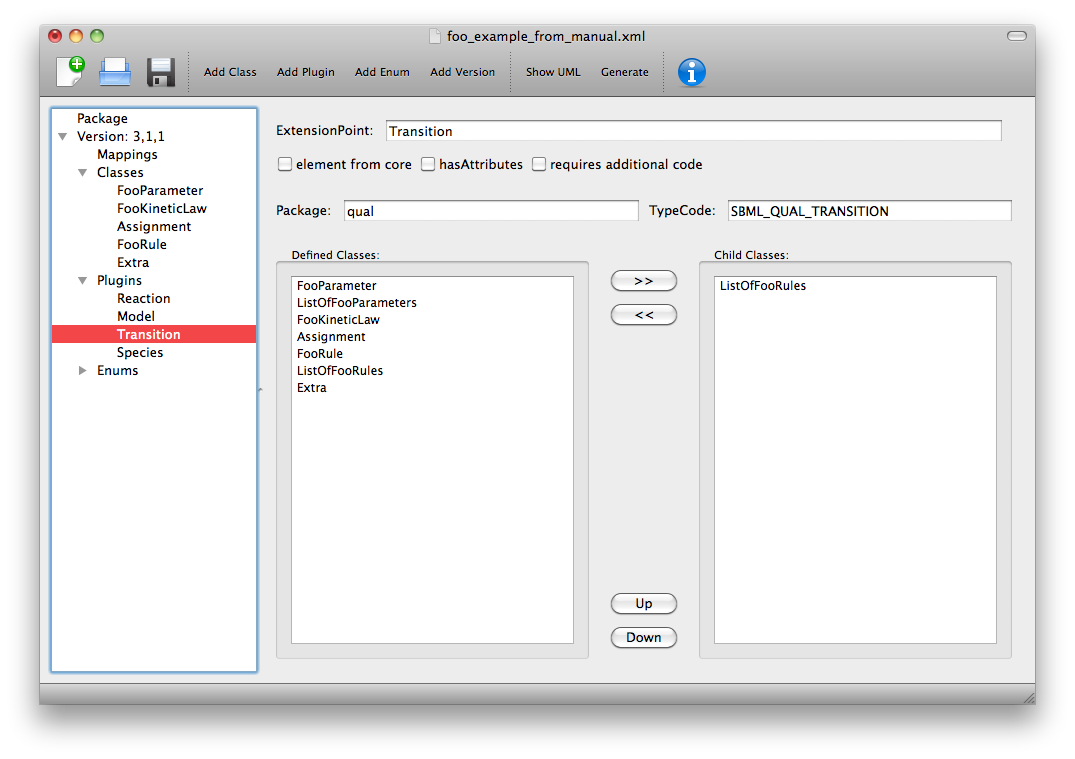 foo_example_from_manual.xml
Add Class Add Plugin Add Enum Add Version Show UML Generate
Package
Version: 3,1,1
Mappings
Classes
FooParameter
FooKineticLaw
Assignment
FooRule
Extra
Plugins
Reaction
Model
Transition
Species
Enums
ExtensionPoint: Transition
element from core hasAttributes requires additional code
Package: qual TypeCode: SBML_QUAL_TRANSITION
Defined Classes:
FooParameter
ListOfFooParameters
FooKineticLaw
Assignment
FooRule
ListOfFooRules
Extra
>>
<<
Up
Down
Child Classes:
ListOfFooRules